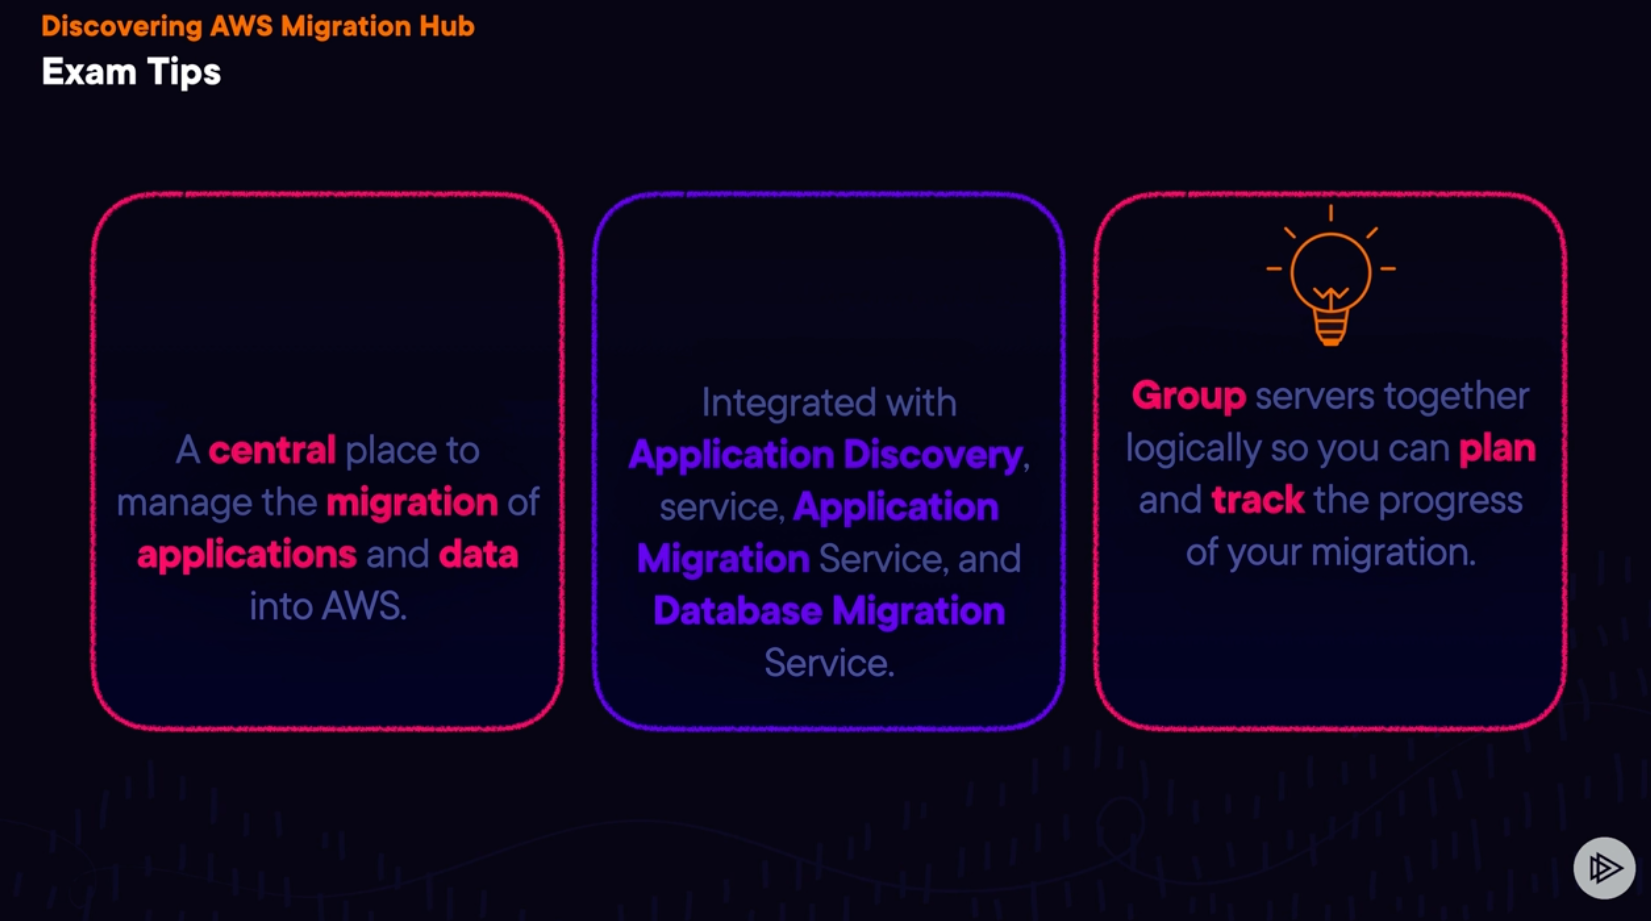 Discovering AWS Migration Hub
Exam Tips
A central place to
manage the migration of
applications and data
into AWS.
Integrated with
Application Discovery,
service, Application
Migration Service, and
Database Migration
Service.
Group servers together
logically so you can plan
and track the progress
of your migration.